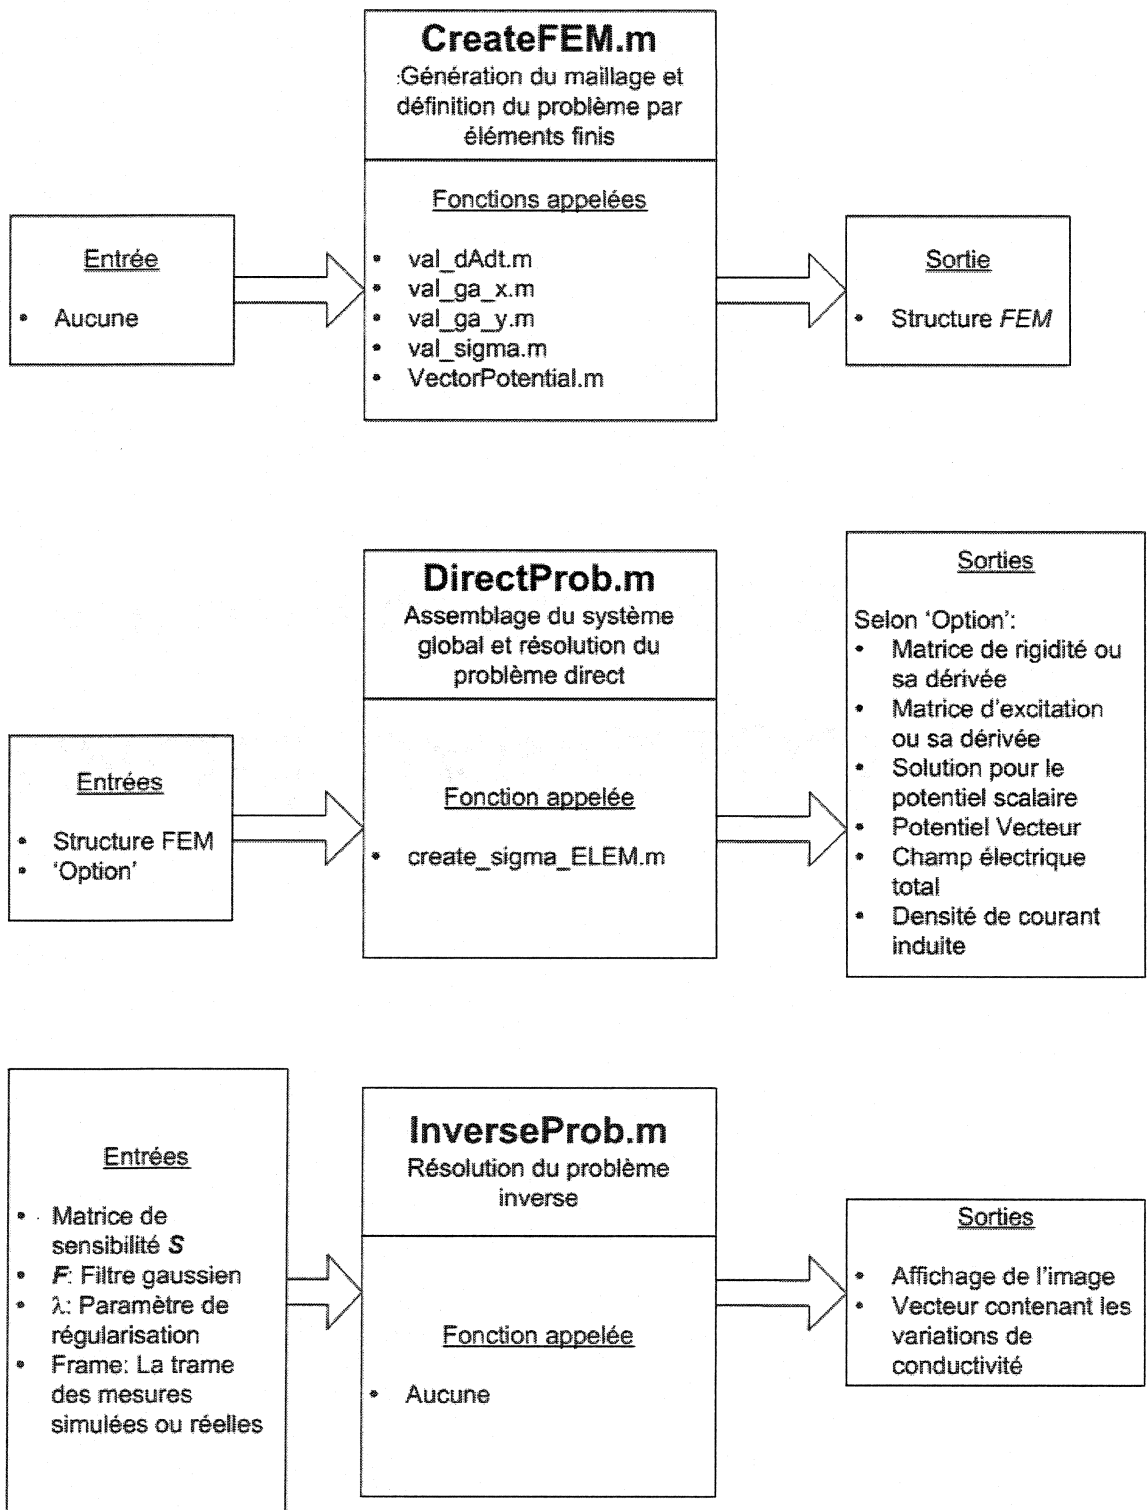 CreateFEM.m
Génération du maillage et
définition du problème par
éléments finis
Fonctions appelées
• val_dAdt.m
• val_ga_x.m
• val_ga_y.m
• val_sigma.m
• VectorPotential.m
Entrée
• Aucune
Sortie
• Structure FEM
DirectProb.m
Assemblage du système
global et résolution du
problème direct
Fonction appelée
• create_sigma_ELEM.m
Entrées
• Structure FEM
• 'Option'
Sorties
Selon 'Option':
• Matrice de rigidité ou
sa dérivée
• Matrice d'excitation
ou sa dérivée
• Solution pour le
potentiel scalaire
• Potentiel Vecteur
• Champ électrique
total
• Densité de courant
induite
Entrées
• Matrice de
sensibilité S
• F: Filtre gaussien
• λ: Paramètre de
régularisation
• Frame: La trame
des mesures
simulées ou réelles
InverseProb.m
Résolution du problème
inverse
Fonction appelée
• Aucune
Sorties
• Affichage de l'image
• Vecteur contenant les
variations de
conductivité